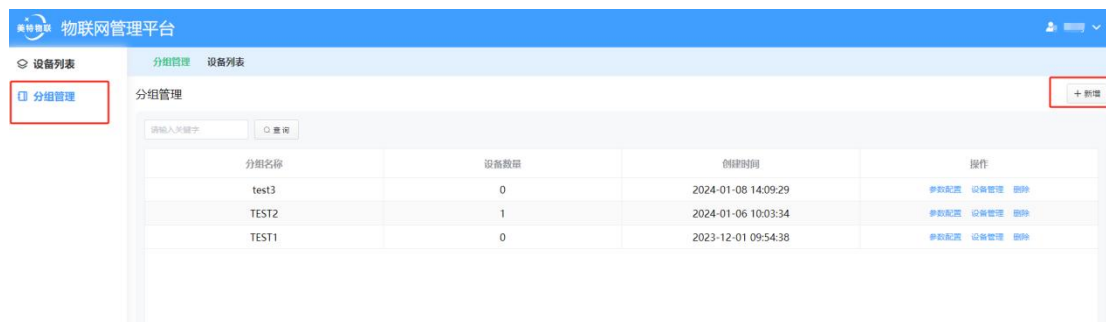 美特物联 物联网管理平台
设备列表 分组管理 设备列表
分组管理
分组管理 + 新增
请输入关键字 查询
分组名称 设备数量 创建时间 操作
test3 0 2024-01-08 14:09:29 参数配置 设备管理 删除
TEST2 1 2024-01-06 10:03:34 参数配置 设备管理 删除
TEST1 0 2023-12-01 09:54:38 参数配置 设备管理 删除